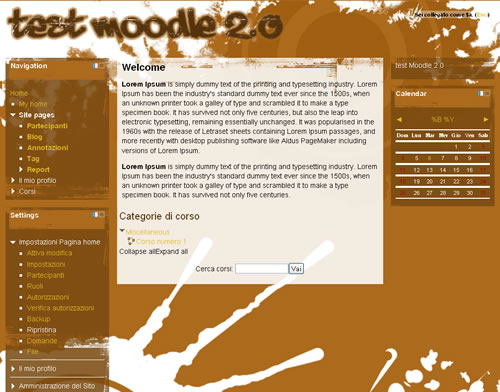 test moodle 2.0
Sei collegato come
Navigation
Home
My home
Site pages
Partecipanti
Blog
Annotazioni
Tag
Report
Il mio profilo
Corsi
Settings
Impostazioni Pagina home
Attiva modifica
Impostazioni
Partecipanti
Ruoli
Autorizzazioni
Verifica autorizzazioni
Backup
Ripristina
Domande
File
Il mio profilo
Amministrazione del Sito
Welcome
Lorem Ipsum is simply dummy text of the printing and typesetting industry. Lorem
Ipsum has been the industry's standard dummy text ever since the 1500s, when
an unknown printer took a galley of type and scrambled it to make a type
specimen book. It has survived not only five centuries, but also the leap into
electronic typesetting, remaining essentially unchanged. It was popularised in the
1960s with the release of Letraset sheets containing Lorem Ipsum passages, and
more recently with desktop publishing software like Aldus PageMaker including
versions of Lorem Ipsum.
Lorem Ipsum is simply dummy text of the printing and typesetting industry. Lorem
Ipsum has been the industry's standard dummy text ever since the 1500s, when
an unknown printer took a galley of type and scrambled it to make a type
specimen book. It has survived not only five centuries.
Categorie di corso
Miscellaneous
Corso numero 1
Collapse allExpand all
Cerca corsi: Vai
test Moodle 2.0
Calendar
◄ %B %Y ►
Dom Lun Mar Mer Gio Ven Sab
1 2
3 4 5 6 7 8 9
10 11 12 13 14 15 16
17 18 19 20 21 22 23
24 25 26 27 28 29 30